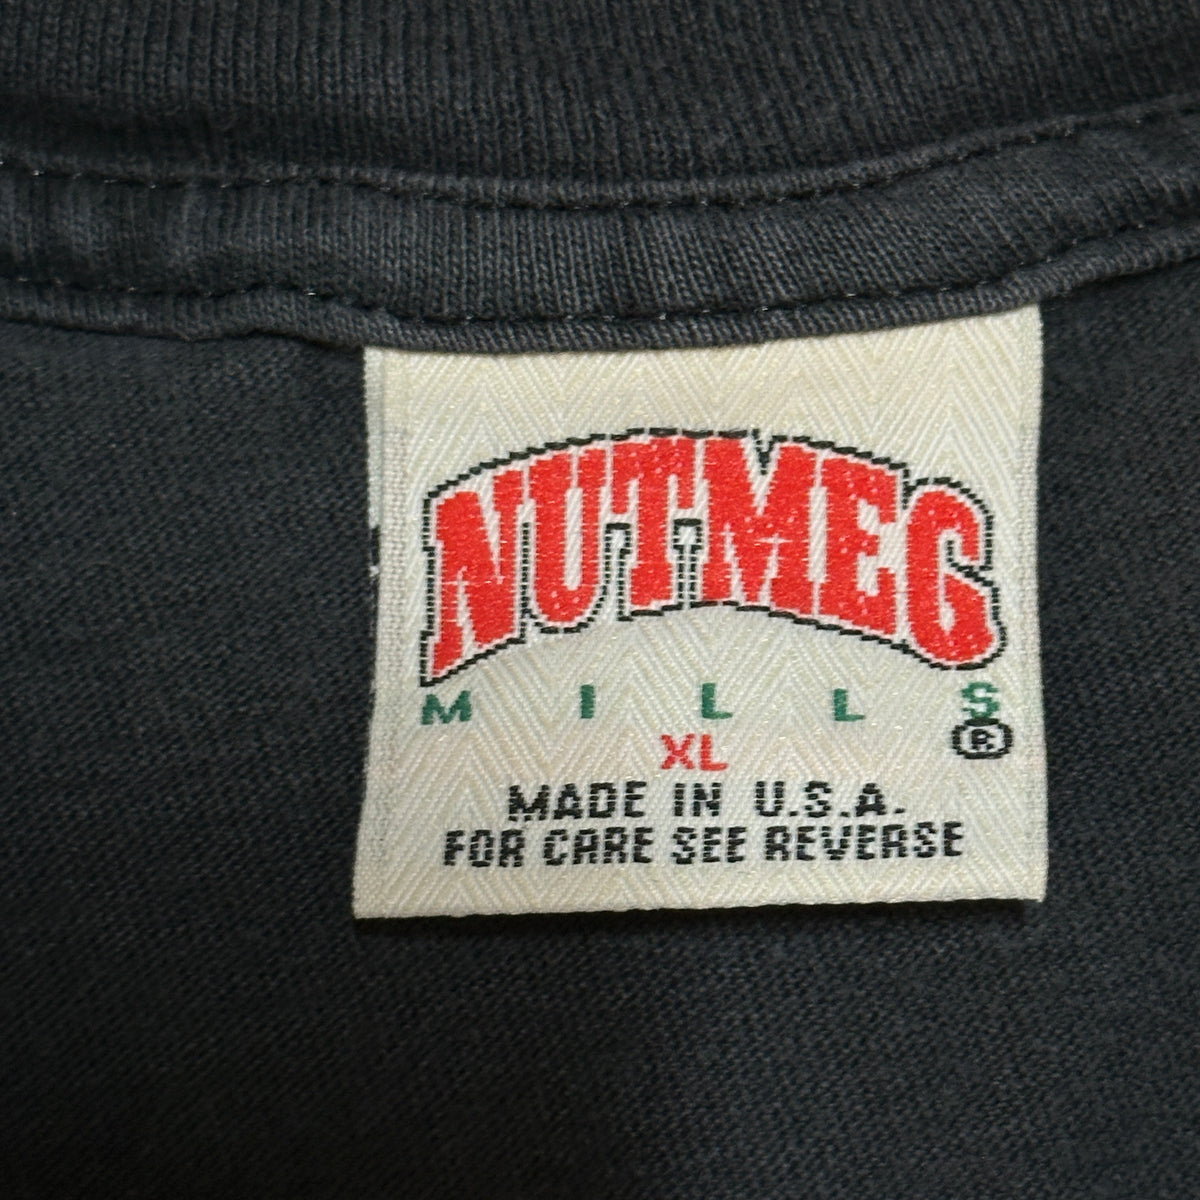 NUTMEG
MILLS
®
XL
MADE IN U.S.A.
FOR CARE SEE REVERSE